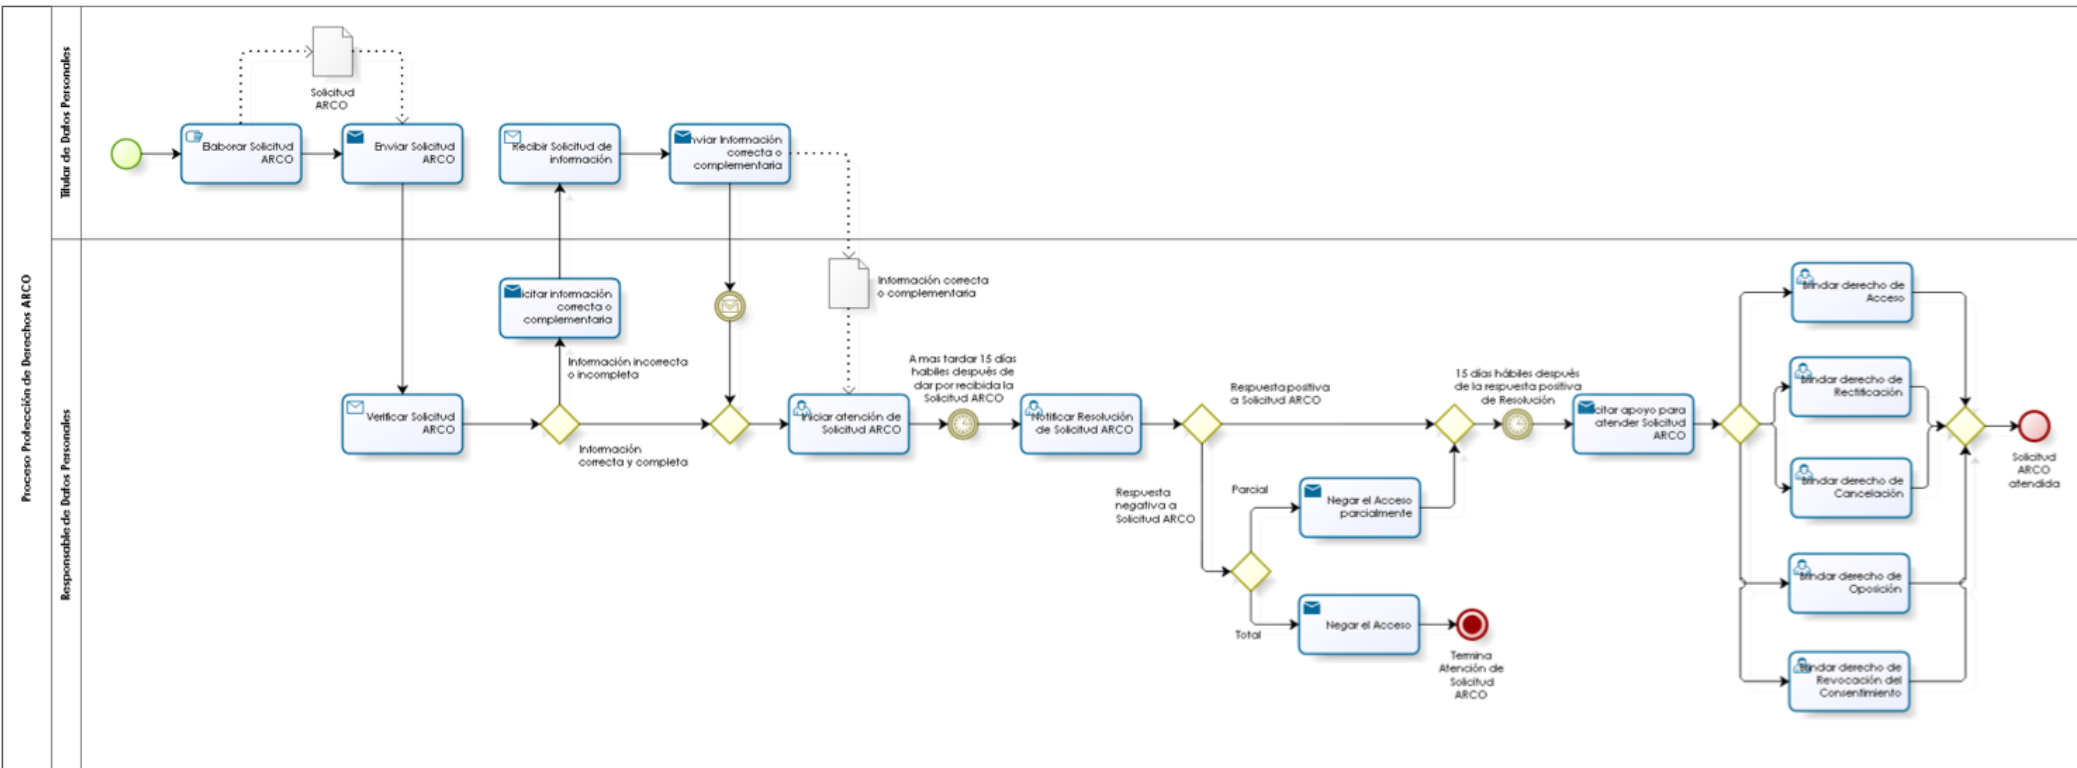 Proceso Protección de Derechos ARCO
Titular de Datos Personales
Solicitud
ARCO
Elaborar Solicitud
ARCO
Enviar Solicitud
ARCO
Recibir Solicitud de
información
nviar Información
correcta o
complementaria
Responsable de Datos Personales
icitar información
correcta o
complementaria
Información correcta
o complementaria
Información incorrecta
o incompleta
Verificar Solicitud
ARCO
Información
correcta y completa
Iniciar atención de
Solicitud ARCO
A mas tardar 15 días
habiles después de
dar por recibida la
Solicitud ARCO
Notificar Resolución
de Solicitud ARCO
Respuesta positiva
a Solicitud ARCO
Respuesta
negativa a
Solicitud ARCO
Parcial
Negar el Acceso
parcialmente
Total
Negar el Acceso
Termina
Atención de
Solicitud
ARCO
15 días hábiles después
de la respuesta positiva
de Resolución
citar apoyo para
atender Solicitud
ARCO
Brindar derecho de
Acceso
Brindar derecho de
Rectificación
Brindar derecho de
Cancelación
Brindar derecho de
Oposición
Brindar derecho de
Revocación del
Consentimiento
Solicitud
ARCO
atendida